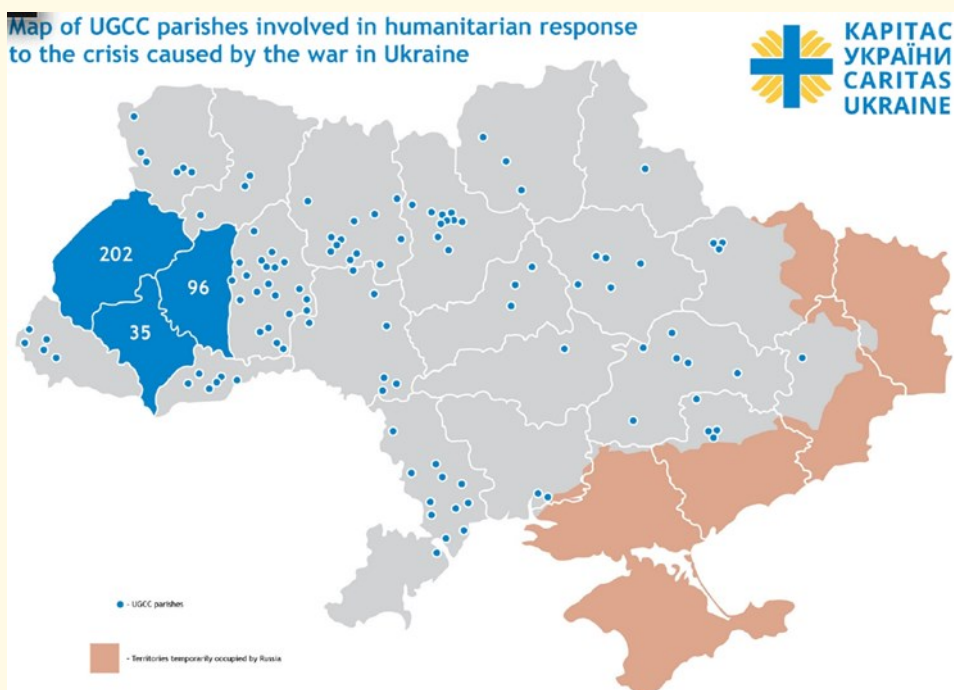 Map of UGCC parishes involved in humanitarian response
to the crisis caused by the war in Ukraine
КАРІТАС
УКРАЇНИ
CARITAS
UKRAINE
202
96
35
- UGCC parishes
- Territories temporarily occupied by Russia